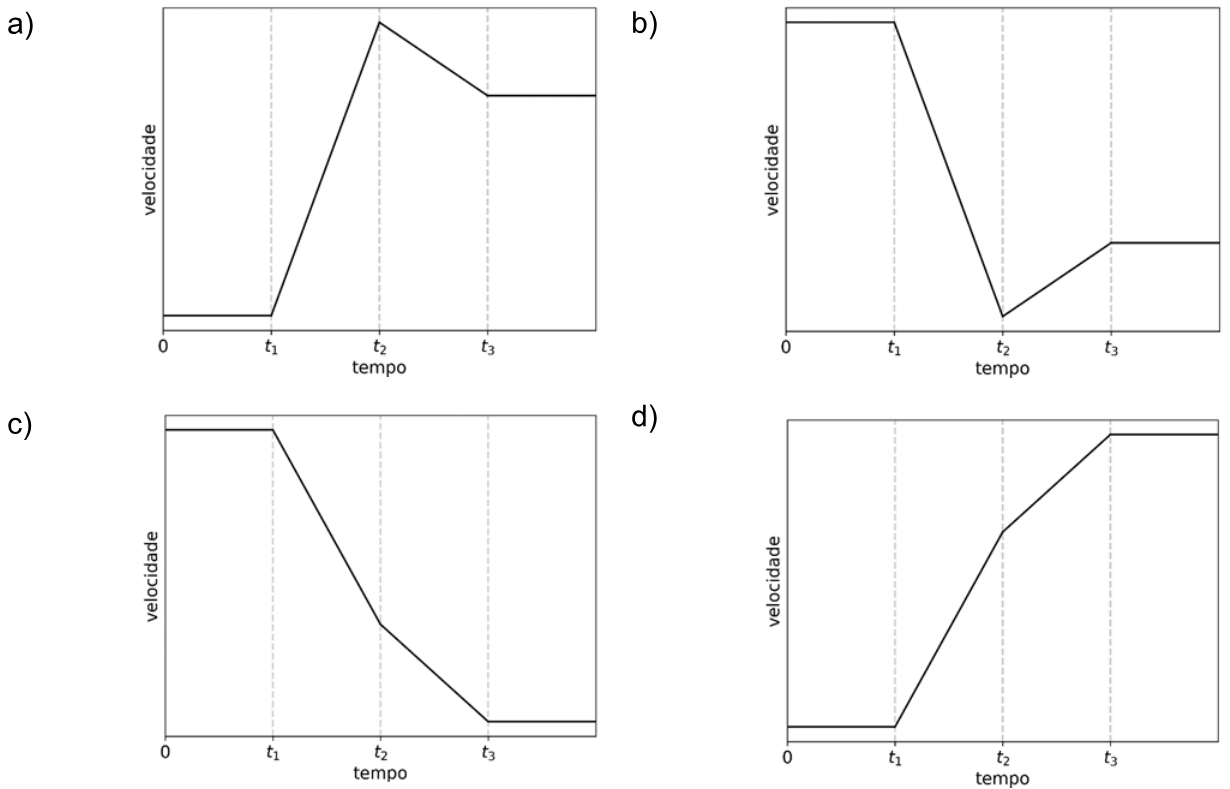 a)
velocidade
0 t₁ t₂ t₃
tempo
b)
velocidade
0 t₁ t₂ t₃
tempo
c)
velocidade
0 t₁ t₂ t₃
tempo
d)
velocidade
0 t₁ t₂ t₃
tempo